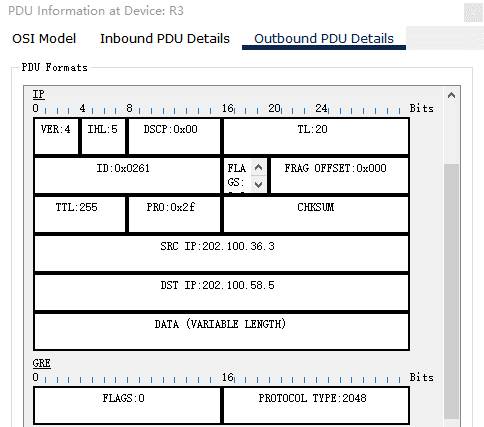 PDU Information at Device: R3
OSI Model Inbound PDU Details Outbound PDU Details
PDU Formats
IP
0 4 8 16 20 24 Bits
VER:4 IHL:5 DSCP:0x00 TL:20
ID:0x0261 FLA GS: FRAG OFFSET:0x000
TTL:255 PRO:0x2f CHKSUM
SRC IP:202.100.36.3
DST IP:202.100.58.5
DATA (VARIABLE LENGTH)
GRE
0 16 Bits
FLAGS:0 PROTOCOL TYPE:2048